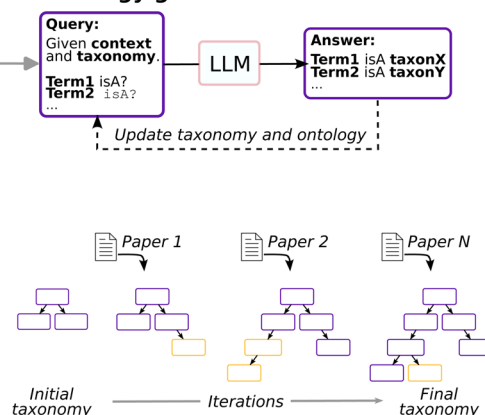 Query:
Given context
and taxonomy.
Term1 isA?
Term2 isA?
...
LLM
Answer:
Term1 isA taxonX
Term2 isA taxonY
...
Update taxonomy and ontology
Paper 1
Paper 2
Paper N
Initial
taxonomy
Iterations
Final
taxonomy